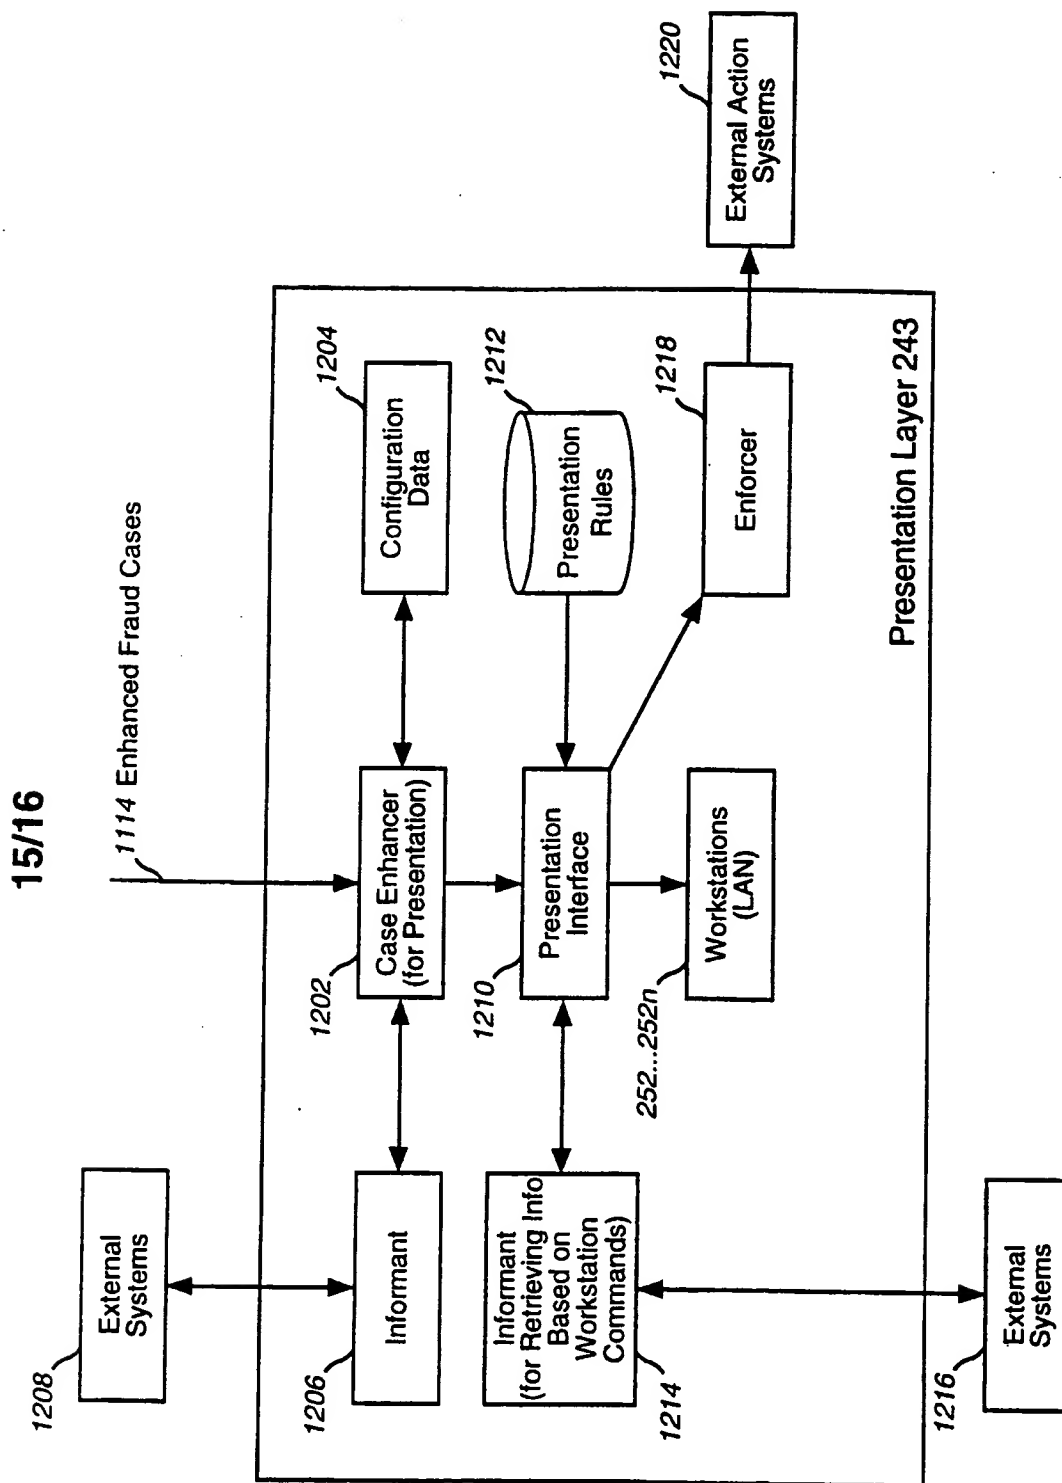 15/16
1114 Enhanced Fraud Cases
1208
External
Systems
1206
Informant
1202
Case Enhancer
(for Presentation)
1204
Configuration
Data
1214
Informant
(for Retrieving Info
Based on
Workstation
Commands)
1210
Presentation
Interface
1212
Presentation
Rules
252...252n
Workstations
(LAN)
1218
Enforcer
1220
External Action
Systems
Presentation Layer 243
1216
External
Systems